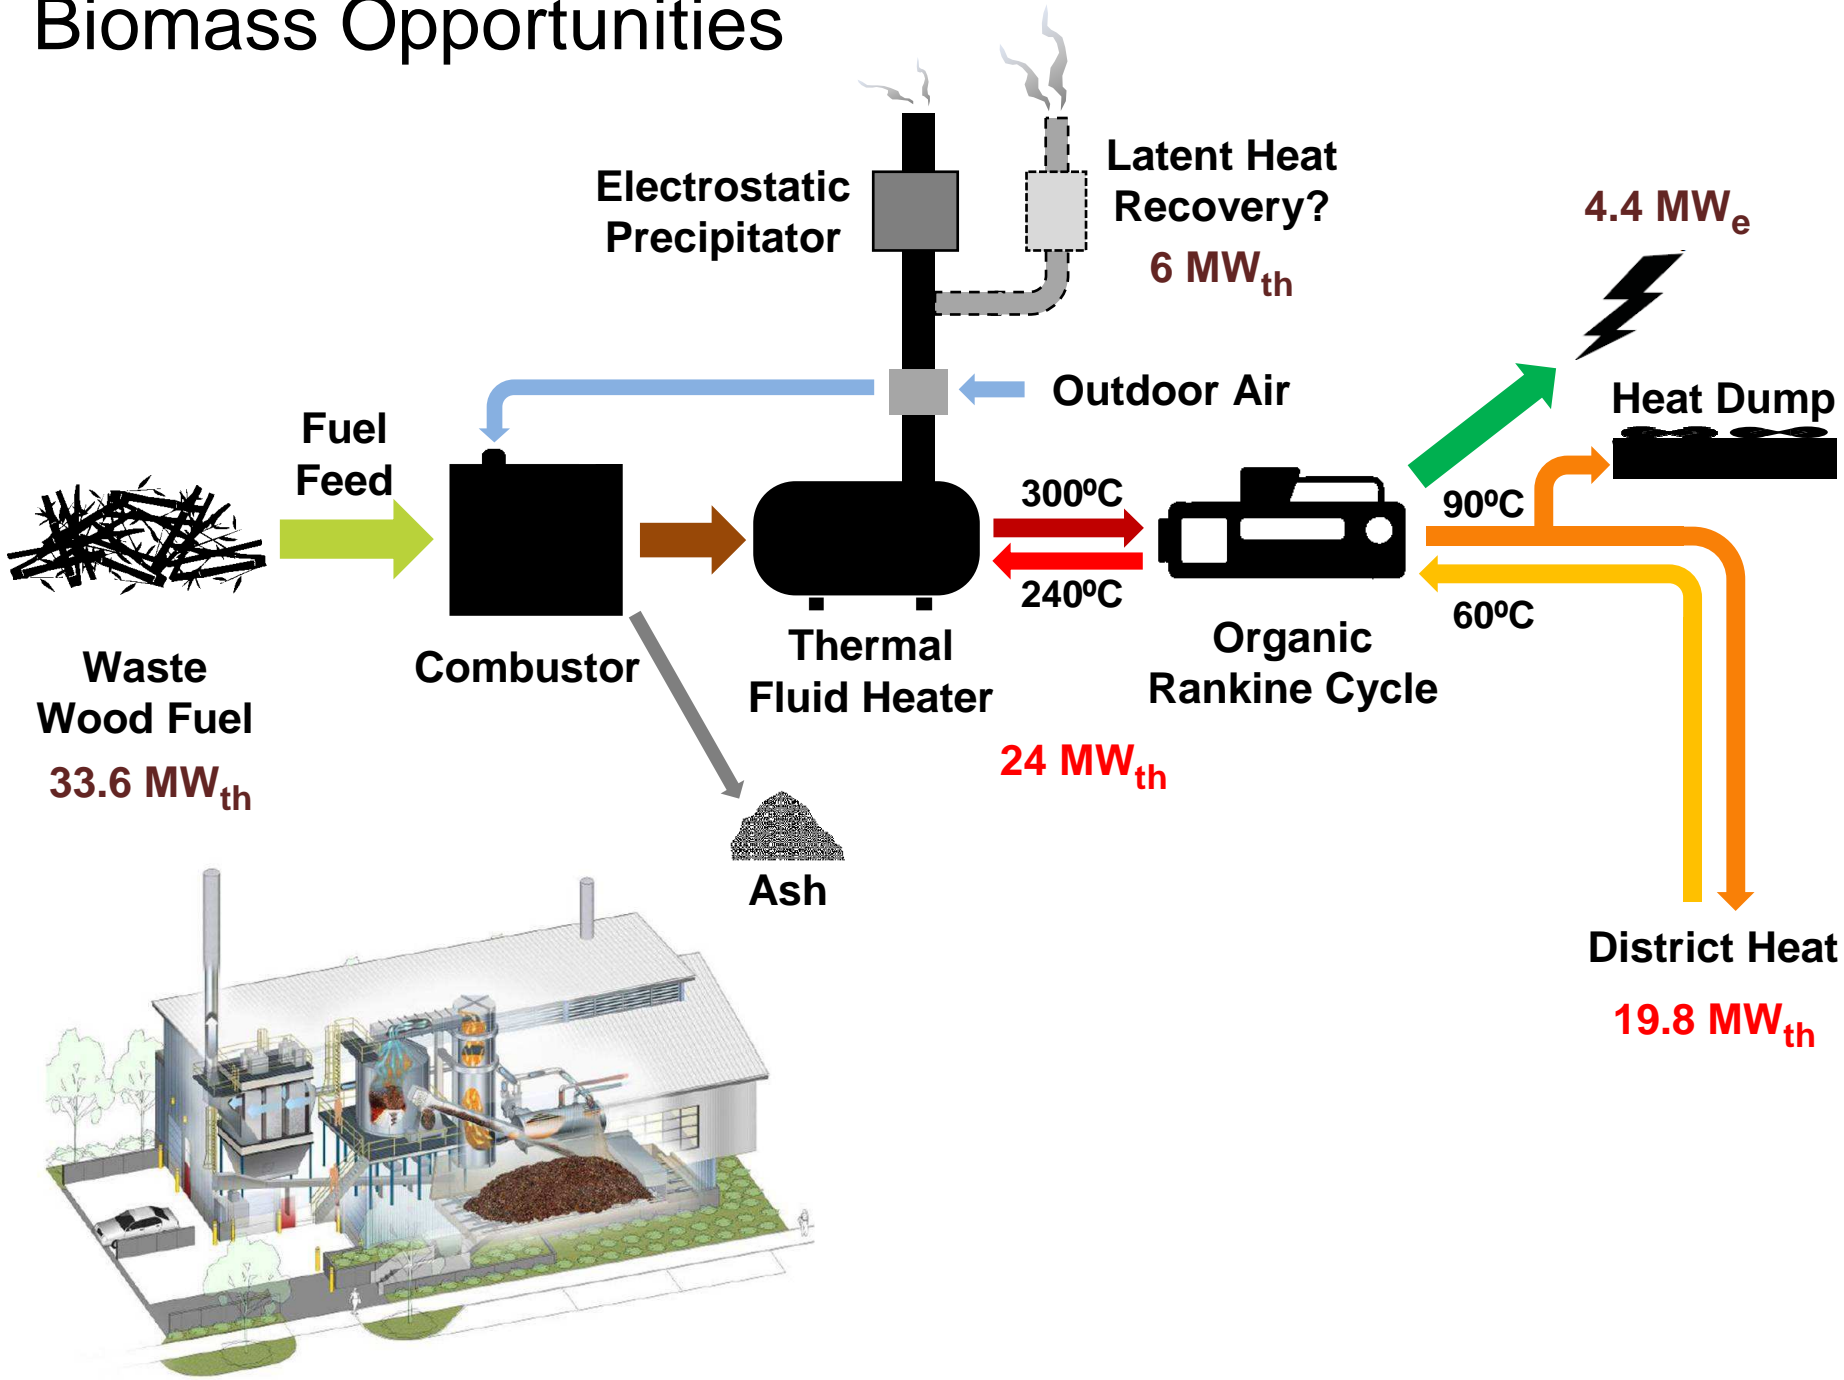 Biomass Opportunities
Electrostatic
Precipitator
Latent Heat
Recovery?
6 MWth
4.4 MWe
Outdoor Air
Heat Dump
Fuel
Feed
300ºC
240ºC
90ºC
60ºC
Waste
Wood Fuel
33.6 MWth
Combustor
Thermal
Fluid Heater
24 MWth
Organic
Rankine Cycle
Ash
District Heat
19.8 MWth